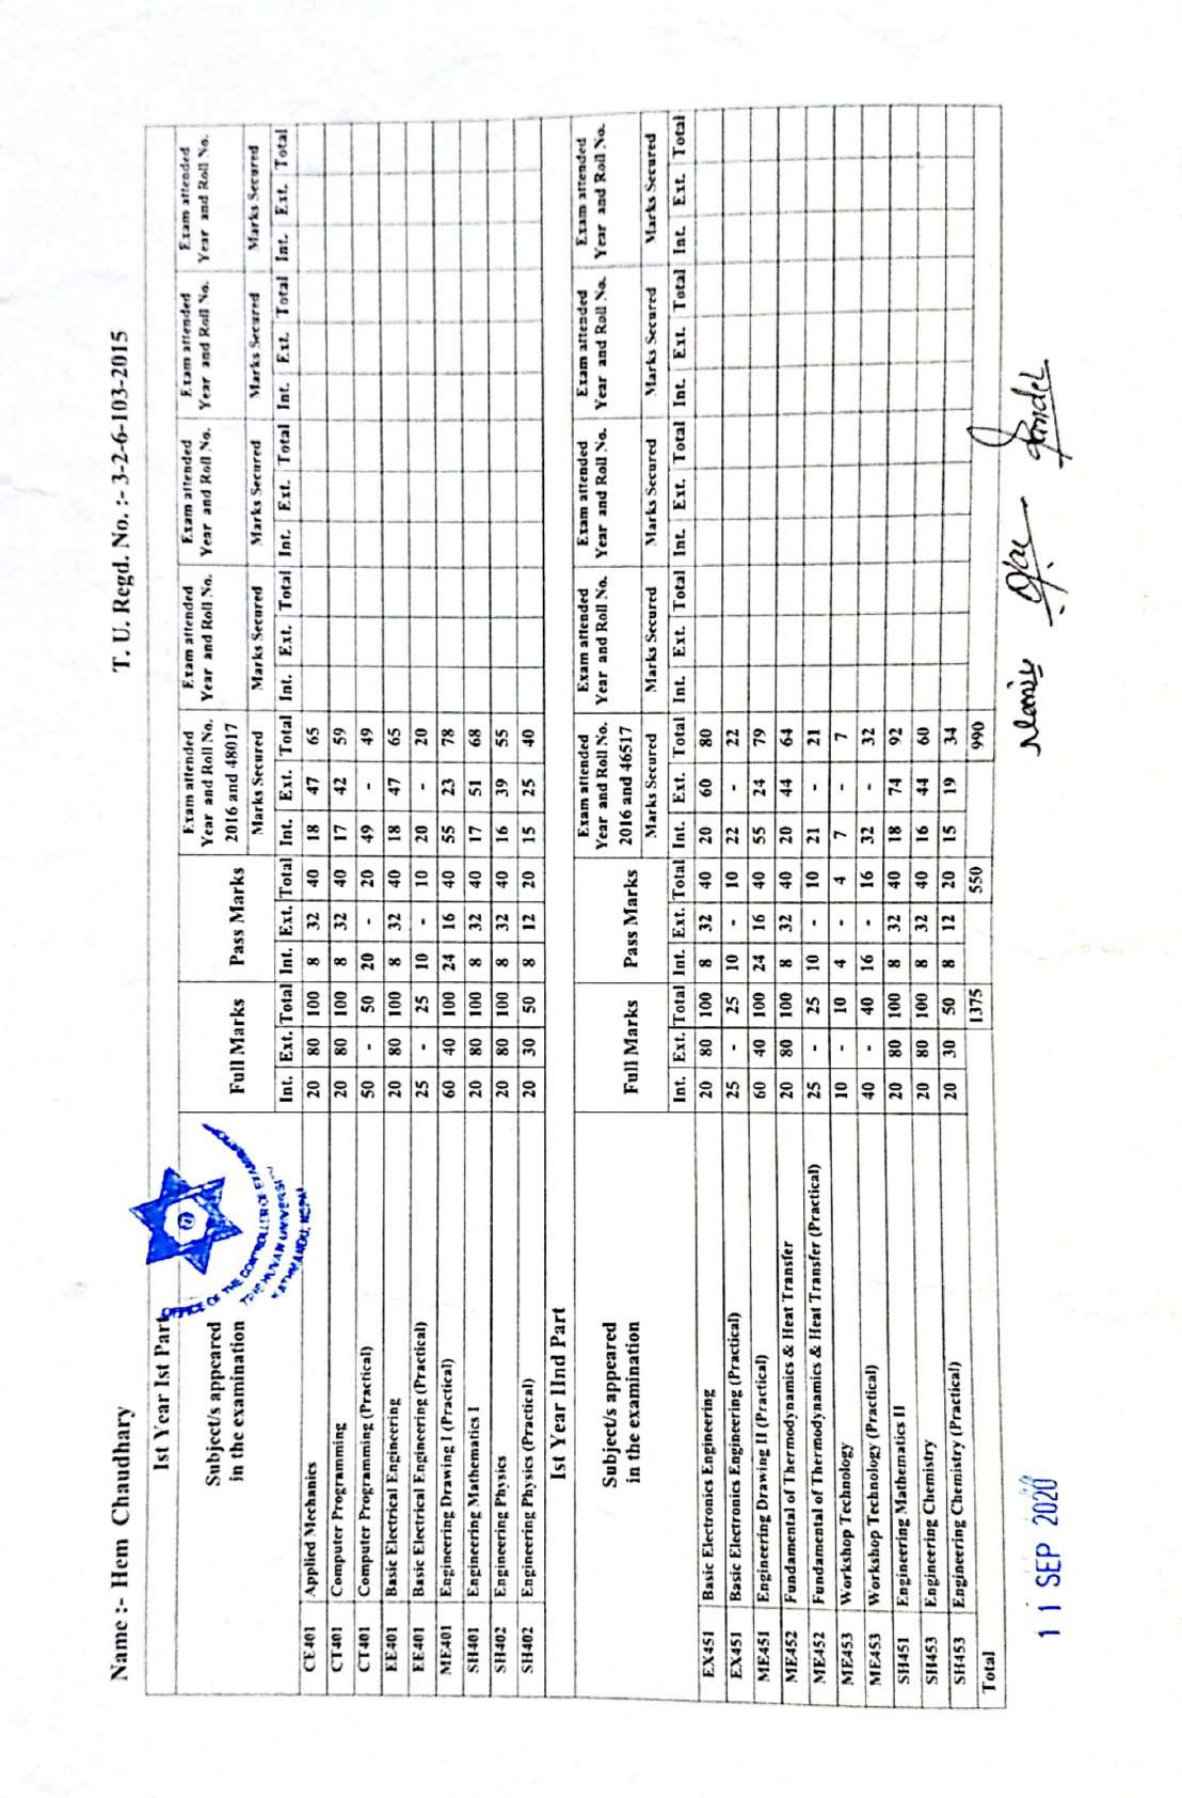 Name :- Hem Chaudhary T. U. Regd. No. :- 3-2-6-103-2015
Ist Year Ist Part
OFFICE OF THE CONTROLLER OF EXAMINATION
TRIBHUVAN UNIVERSITY
KATHMANDU, NEPAL
Subject/s appeared in the examination Full Marks Pass Marks Exam attended Year and Roll No. 2016 and 48017 Exam attended Year and Roll No. Exam attended Year and Roll No. Exam attended Year and Roll No. Exam attended Year and Roll No.
Marks Secured Marks Secured Marks Secured Marks Secured Marks Secured
Int. Ext. Total Int. Ext. Total Int. Ext. Total Int. Ext. Total Int. Ext. Total Int. Ext. Total Int. Ext. Total
CE401 Applied Mechanics 20 80 100 8 32 40 18 47 65
CT401 Computer Programming 20 80 100 8 32 40 17 42 59
CT401 Computer Programming (Practical) 50 - 50 20 - 20 49 - 49
EE401 Basic Electrical Engineering 20 80 100 8 32 40 18 47 65
EE401 Basic Electrical Engineering (Practical) 25 - 25 10 - 10 20 - 20
ME401 Engineering Drawing I (Practical) 60 40 100 24 16 40 55 23 78
SH401 Engineering Mathematics I 20 80 100 8 32 40 17 51 68
SH402 Engineering Physics 20 80 100 8 32 40 16 39 55
SH402 Engineering Physics (Practical) 20 30 50 8 12 20 15 25 40
Ist Year IInd Part
Subject/s appeared in the examination Full Marks Pass Marks Exam attended Year and Roll No. 2016 and 46517 Exam attended Year and Roll No. Exam attended Year and Roll No. Exam attended Year and Roll No. Exam attended Year and Roll No.
Marks Secured Marks Secured Marks Secured Marks Secured Marks Secured
Int. Ext. Total Int. Ext. Total Int. Ext. Total Int. Ext. Total Int. Ext. Total Int. Ext. Total Int. Ext. Total
EX451 Basic Electronics Engineering 20 80 100 8 32 40 20 60 80
EX451 Basic Electronics Engineering (Practical) 25 - 25 10 - 10 22 - 22
ME451 Engineering Drawing II (Practical) 60 40 100 24 16 40 55 24 79
ME452 Fundamental of Thermodynamics & Heat Transfer 20 80 100 8 32 40 20 44 64
ME452 Fundamental of Thermodynamics & Heat Transfer (Practical) 25 - 25 10 - 10 21 - 21
ME453 Workshop Technology 10 - 10 4 - 4 7 - 7
ME453 Workshop Technology (Practical) 40 - 40 16 - 16 32 - 32
SH451 Engineering Mathematics II 20 80 100 8 32 40 18 74 92
SH453 Engineering Chemistry 20 80 100 8 32 40 16 44 60
SH453 Engineering Chemistry (Practical) 20 30 50 8 12 20 15 19 34
Total 1375 550 990
11 SEP 2020